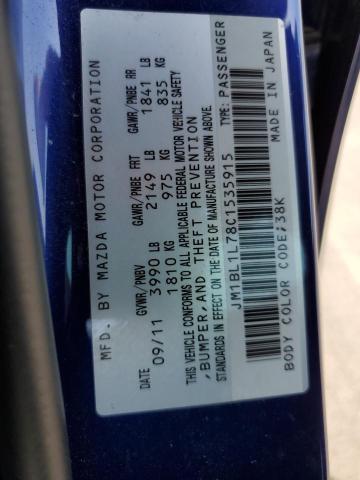 MFD. BY MAZDA MOTOR CORPORATION
DATE GVWR/PNBV GAWR/PNBE FRT GAWR/PNBE RR
09/11 3990 LB 2149 LB 1841 LB
1810 KG 975 KG 835 KG
THIS VEHICLE CONFORMS TO ALL APPLICABLE FEDERAL MOTOR VEHICLE SAFETY
,BUMPER,AND THEFT PREVENTION
STANDARDS IN EFFECT ON THE DATE OF MANUFACTURE SHOWN ABOVE.
JM1BL1L78C1535915 TYPE: PASSENGER
BODY COLOR CODE;38K MADE IN JAPAN